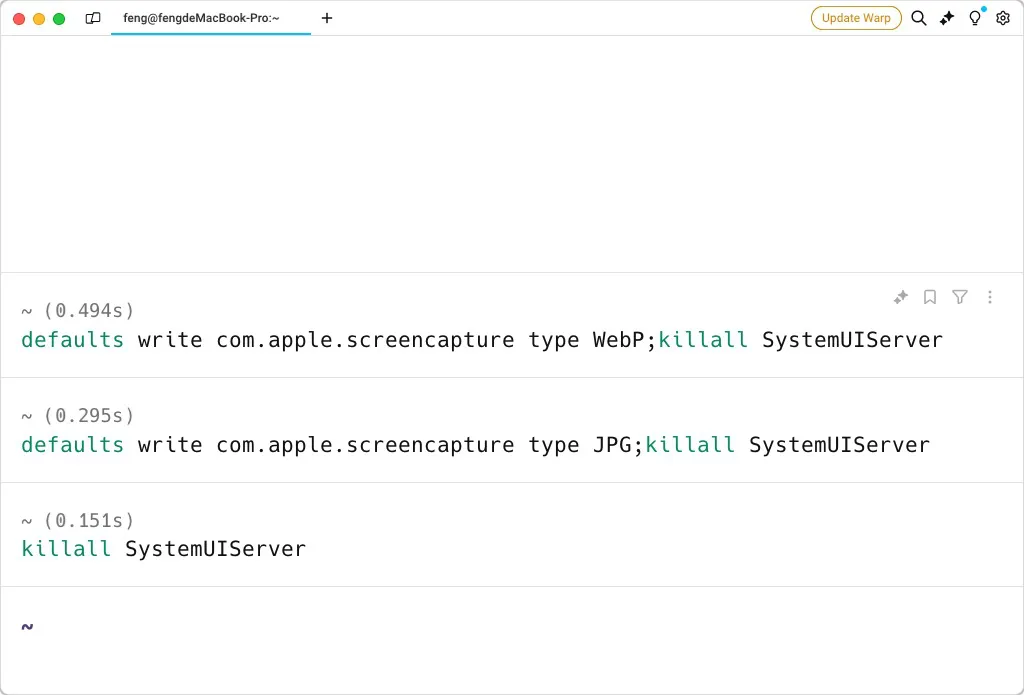 feng@fengdeMacBook-Pro:~
Update Warp
~ (0.494s)
defaults write com.apple.screencapture type WebP;killall SystemUIServer
~ (0.295s)
defaults write com.apple.screencapture type JPG;killall SystemUIServer
~ (0.151s)
killall SystemUIServer
~